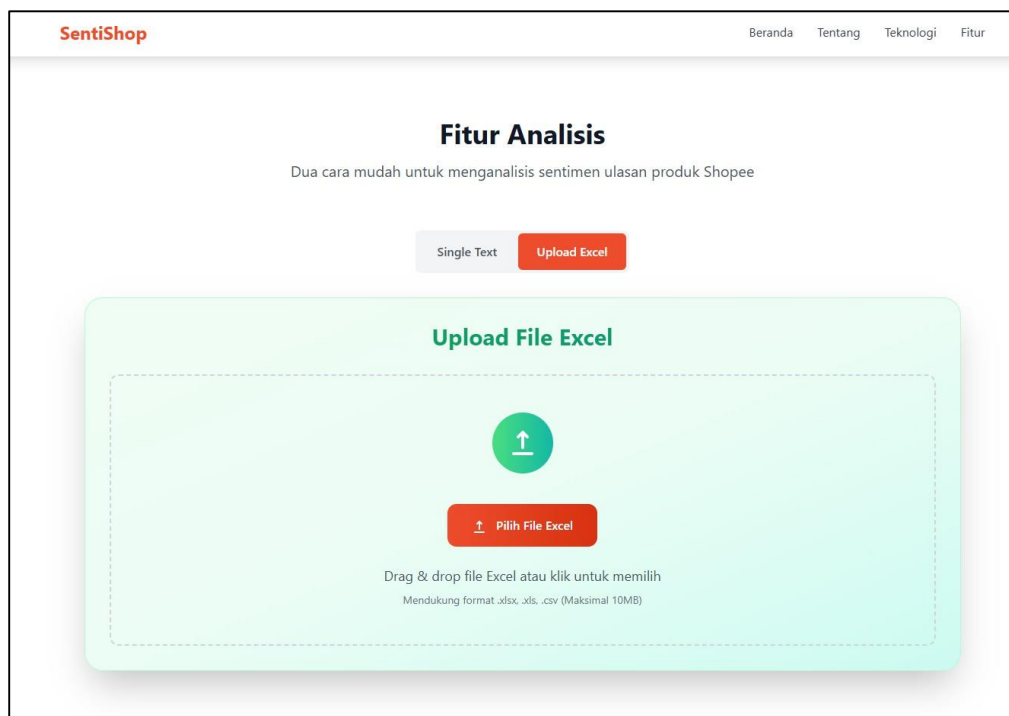 SentiShop
Beranda Tentang Teknologi Fitur
Fitur Analisis
Dua cara mudah untuk menganalisis sentimen ulasan produk Shopee
Single Text Upload Excel
Upload File Excel
Pilih File Excel
Drag & drop file Excel atau klik untuk memilih
Mendukung format .xlsx, .xls, .csv (Maksimal 10MB)